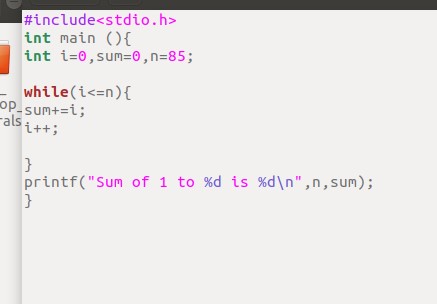 #include<stdio.h>
int main (){
int i=0,sum=0,n=85;
while(i<=n){
op_
sum+=i;
rals
i++;
}
printf("Sum of 1 to %d is %d\n",n,sum);
}